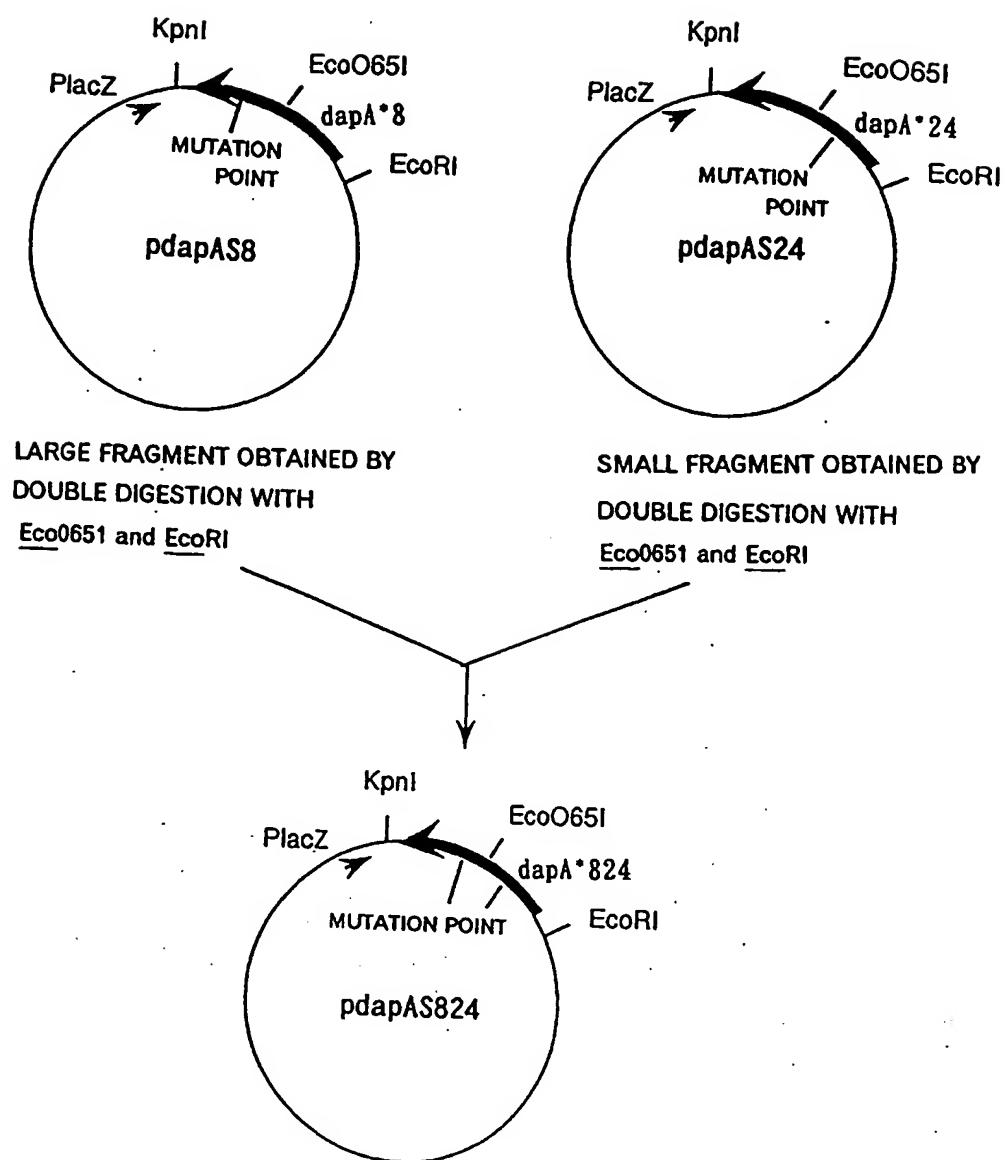 KpnI
EcoO65I
PlacZ
dapA*8
MUTATION
POINT
EcoRI
pdapAS8
KpnI
EcoO65I
PlacZ
dapA*24
MUTATION
POINT
EcoRI
pdapAS24
LARGE FRAGMENT OBTAINED BY
DOUBLE DIGESTION WITH
Eco0651 and EcoRI
SMALL FRAGMENT OBTAINED BY
DOUBLE DIGESTION WITH
Eco0651 and EcoRI
KpnI
EcoO65I
PlacZ
dapA*824
MUTATION POINT
EcoRI
pdapAS824